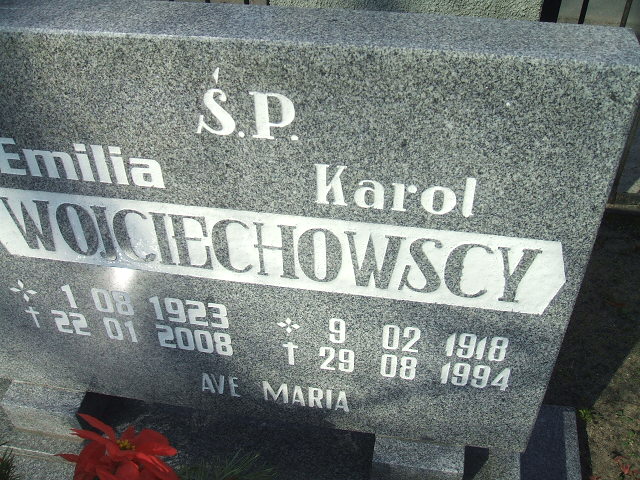 Ś.P.
Emilia Karol
WOJCIECHOWSCY
1 08 1923 9 02 1918
† 22 01 2008 † 29 08 1994
AVE MARIA